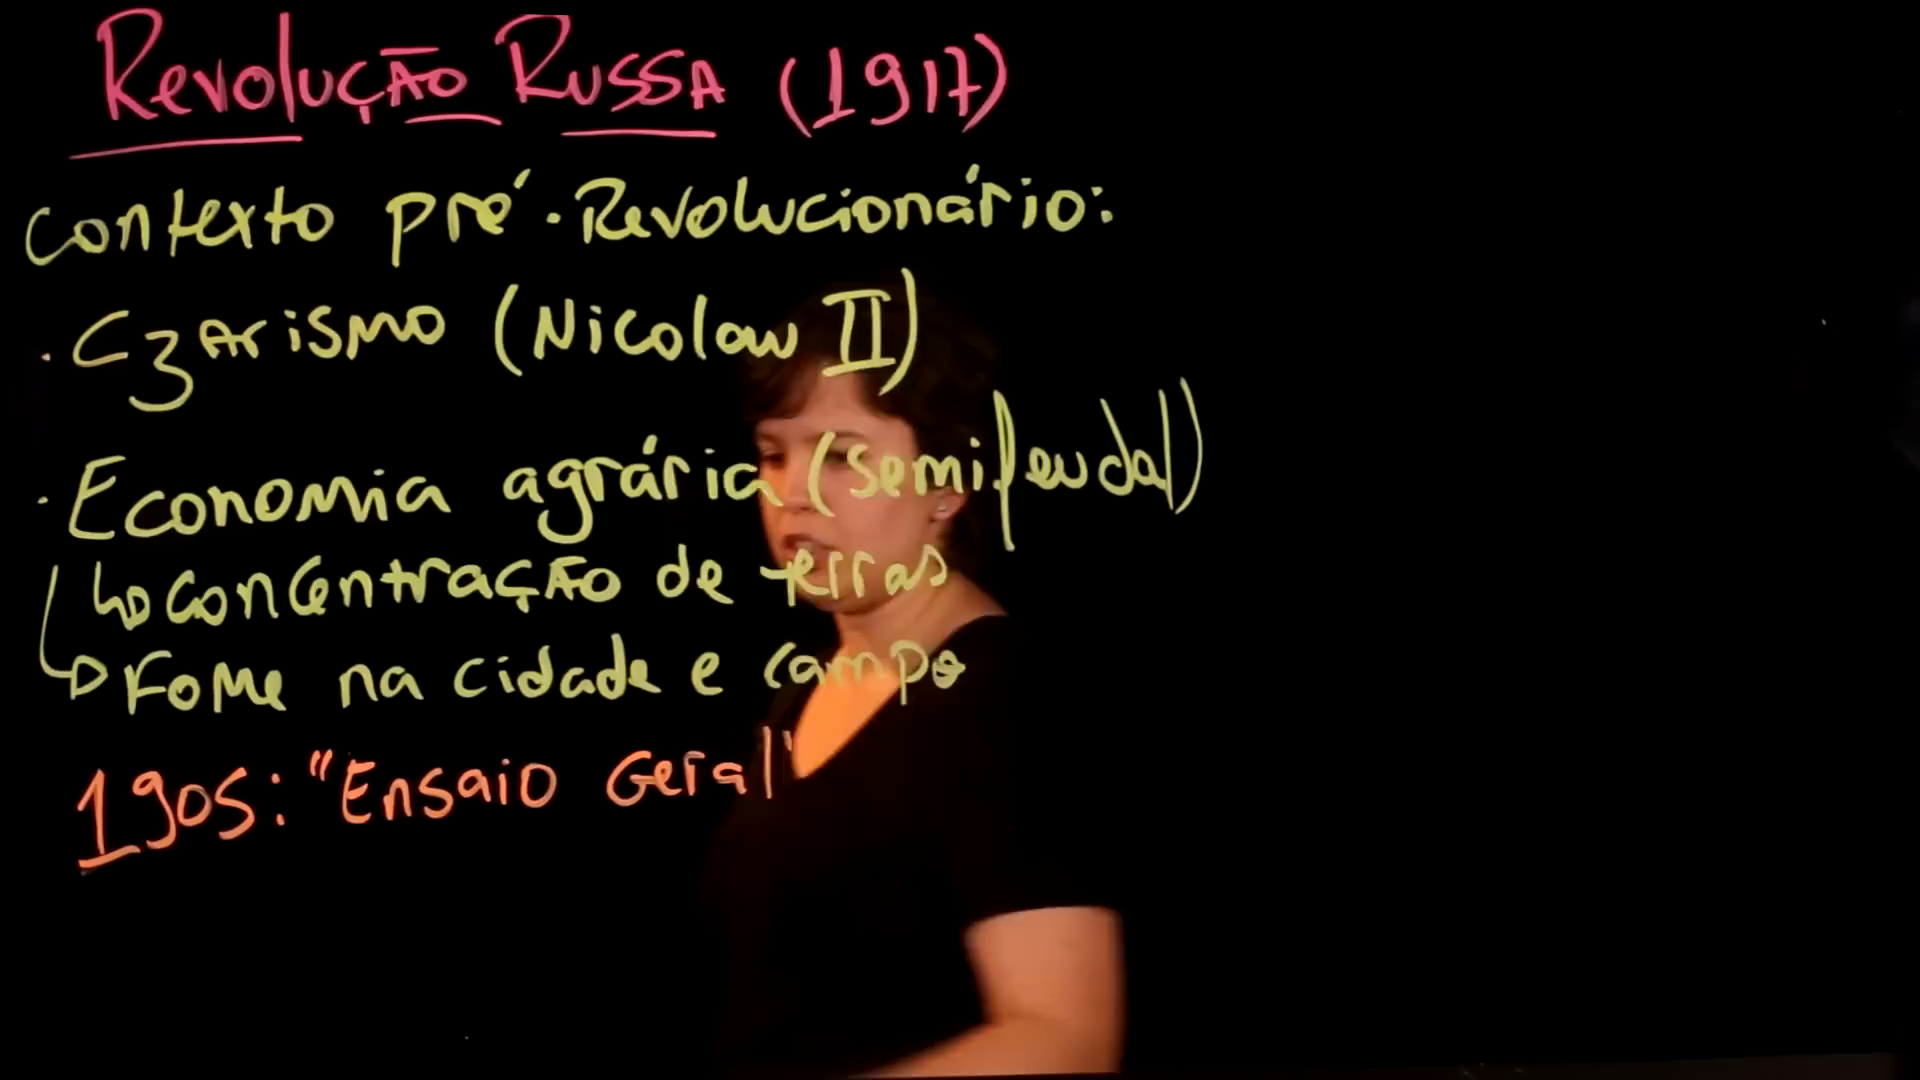 Revolução Russa (1917)
Contexto pré-Revolucionário:
· Czarismo (Nicolau II)
· Economia agrária (semifeudal)
↳ concentração de terras
↳ Fome na cidade e campo
1905: "Ensaio Geral"